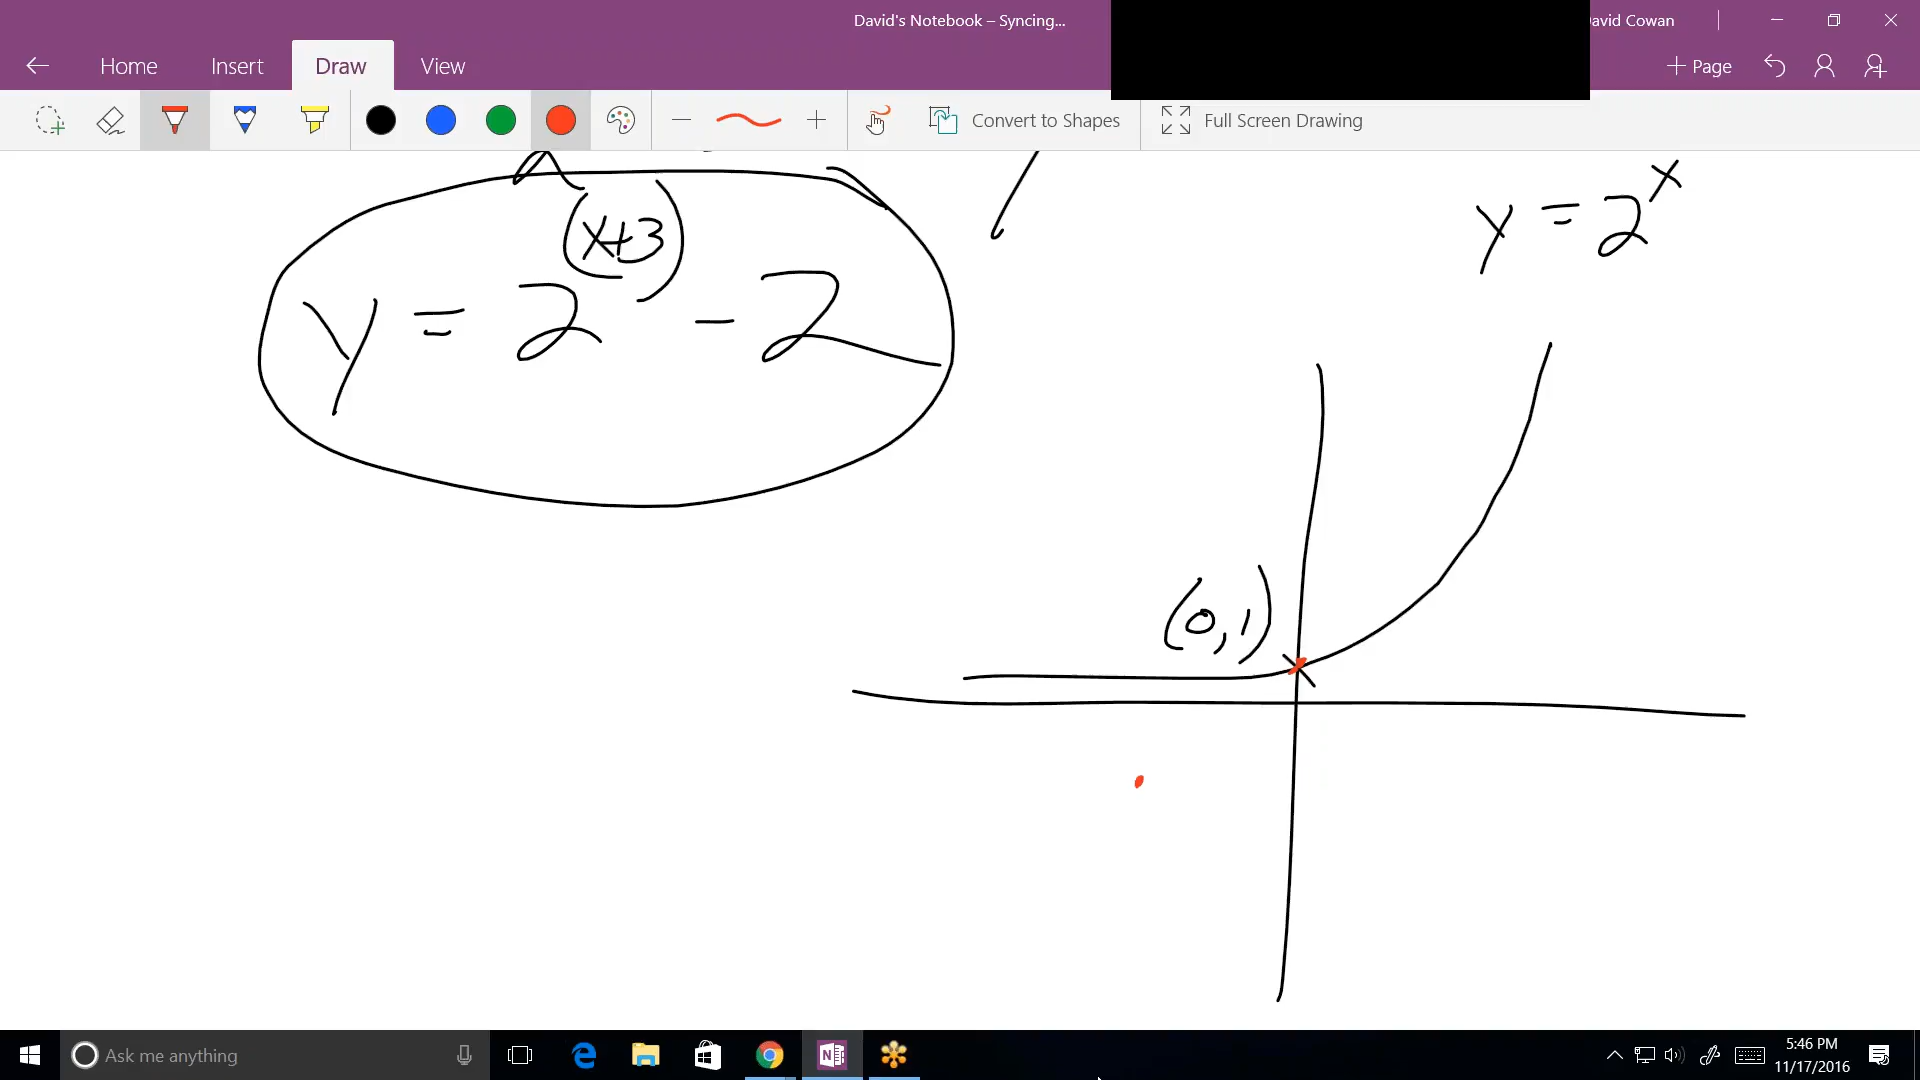 David's Notebook – Syncing...
avid Cowan
Home
Insert
Draw
View
Page
Convert to Shapes
Full Screen Drawing
y = 2^x
y = 2^(x+3) - 2
(0,1)
Ask me anything
5:46 PM
11/17/2016